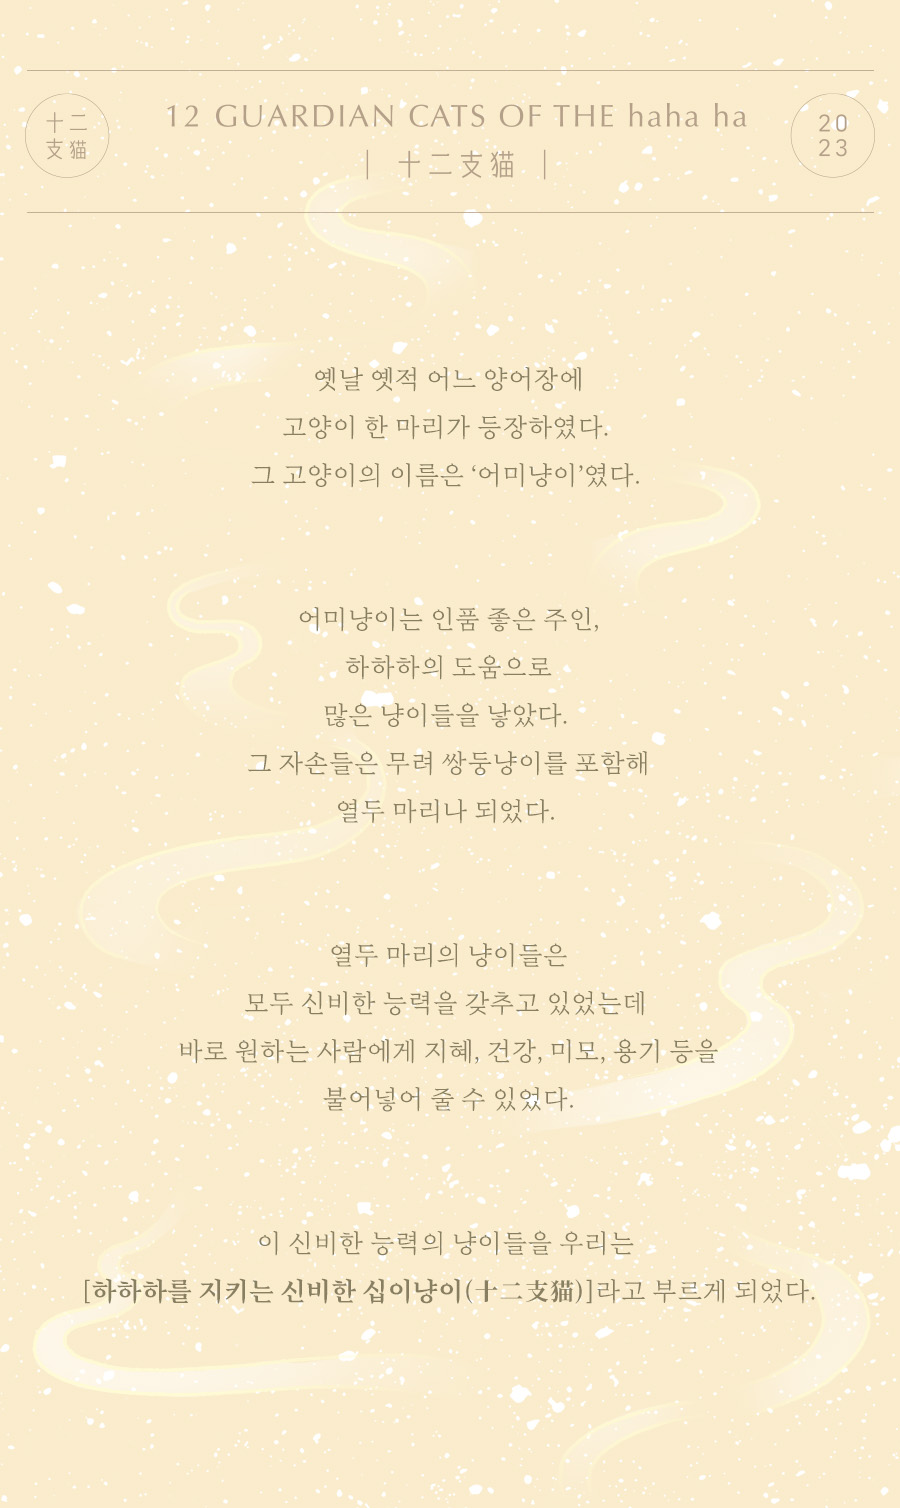 十二
支猫
12 GUARDIAN CATS OF THE haha ha
| 十二支猫 |
20
23
옛날 옛적 어느 양어장에
고양이 한 마리가 등장하였다.
그 고양이의 이름은 ‘어미냥이’였다.
어미냥이는 인품 좋은 주인,
하하하의 도움으로
많은 냥이들을 낳았다.
그 자손들은 무려 쌍둥냥이를 포함해
열두 마리나 되었다.
열두 마리의 냥이들은
모두 신비한 능력을 갖추고 있었는데
바로 원하는 사람에게 지혜, 건강, 미모, 용기 등을
불어넣어 줄 수 있었다.
이 신비한 능력의 냥이들을 우리는
[하하하를 지키는 신비한 십이냥이(十二支猫)]라고 부르게 되었다.